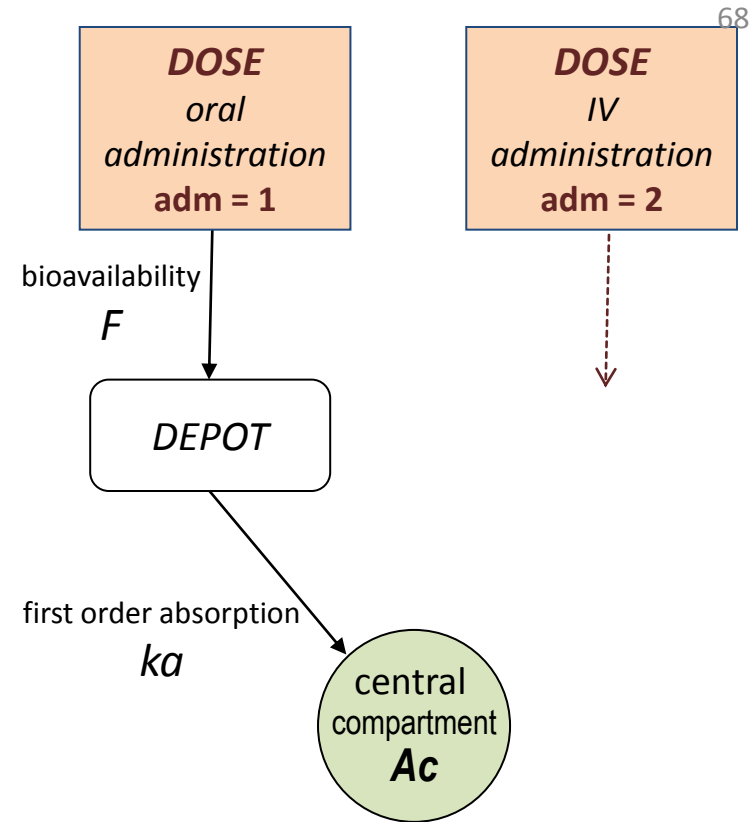 68
DOSE
oral
administration
adm = 1
DOSE
IV
administration
adm = 2
bioavailability
F
DEPOT
first order absorption
ka
central
compartment
Ac